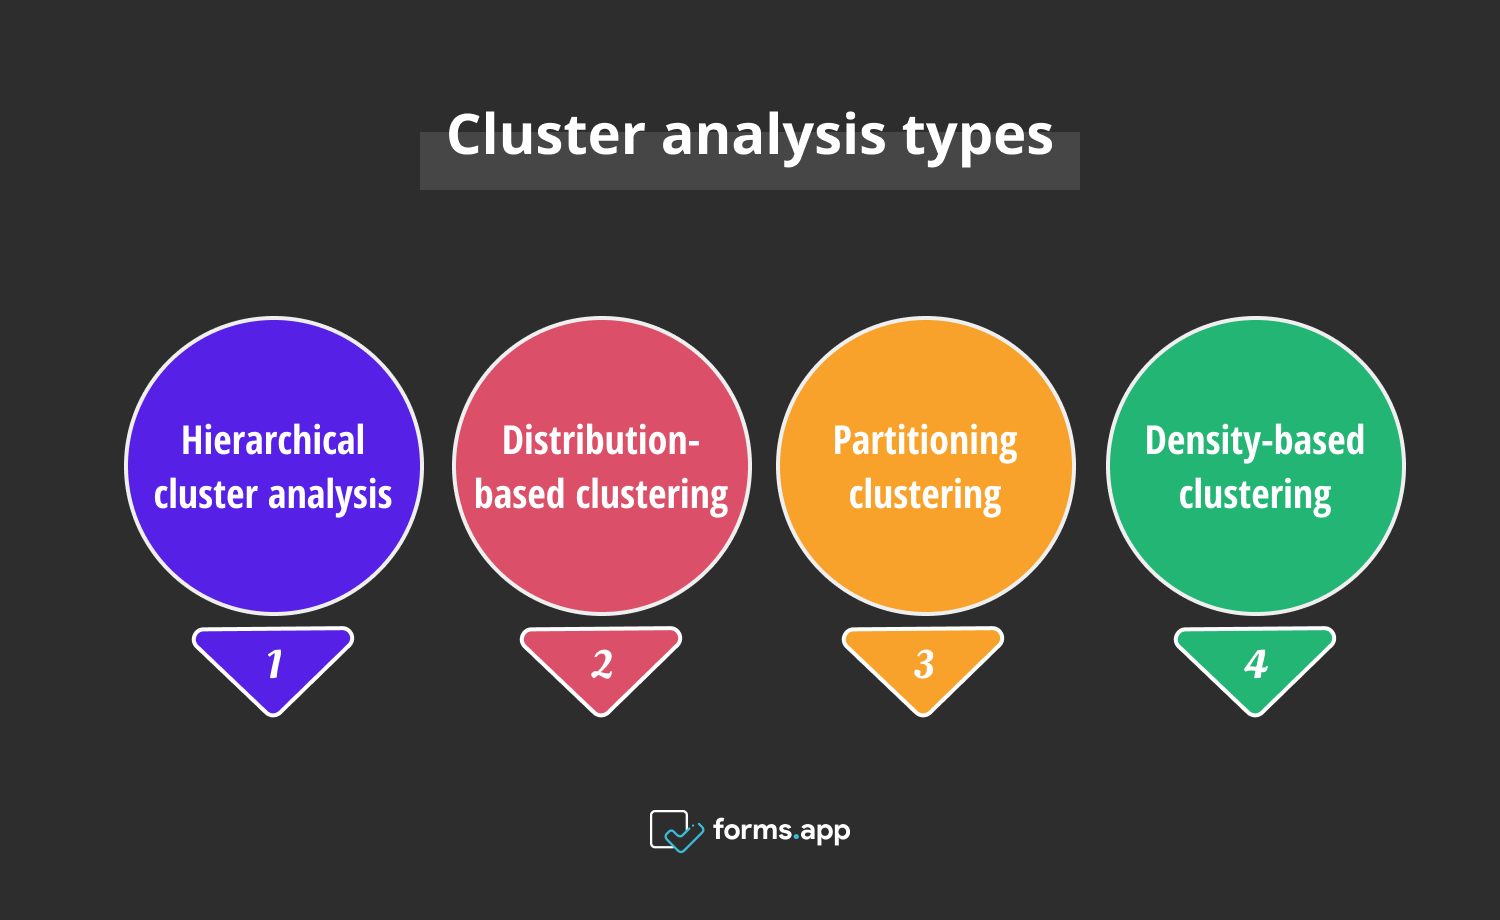 Cluster analysis types
Hierarchical
cluster analysis
Distribution-
based clustering
Partitioning
clustering
Density-based
clustering
1
2
3
4
forms.app